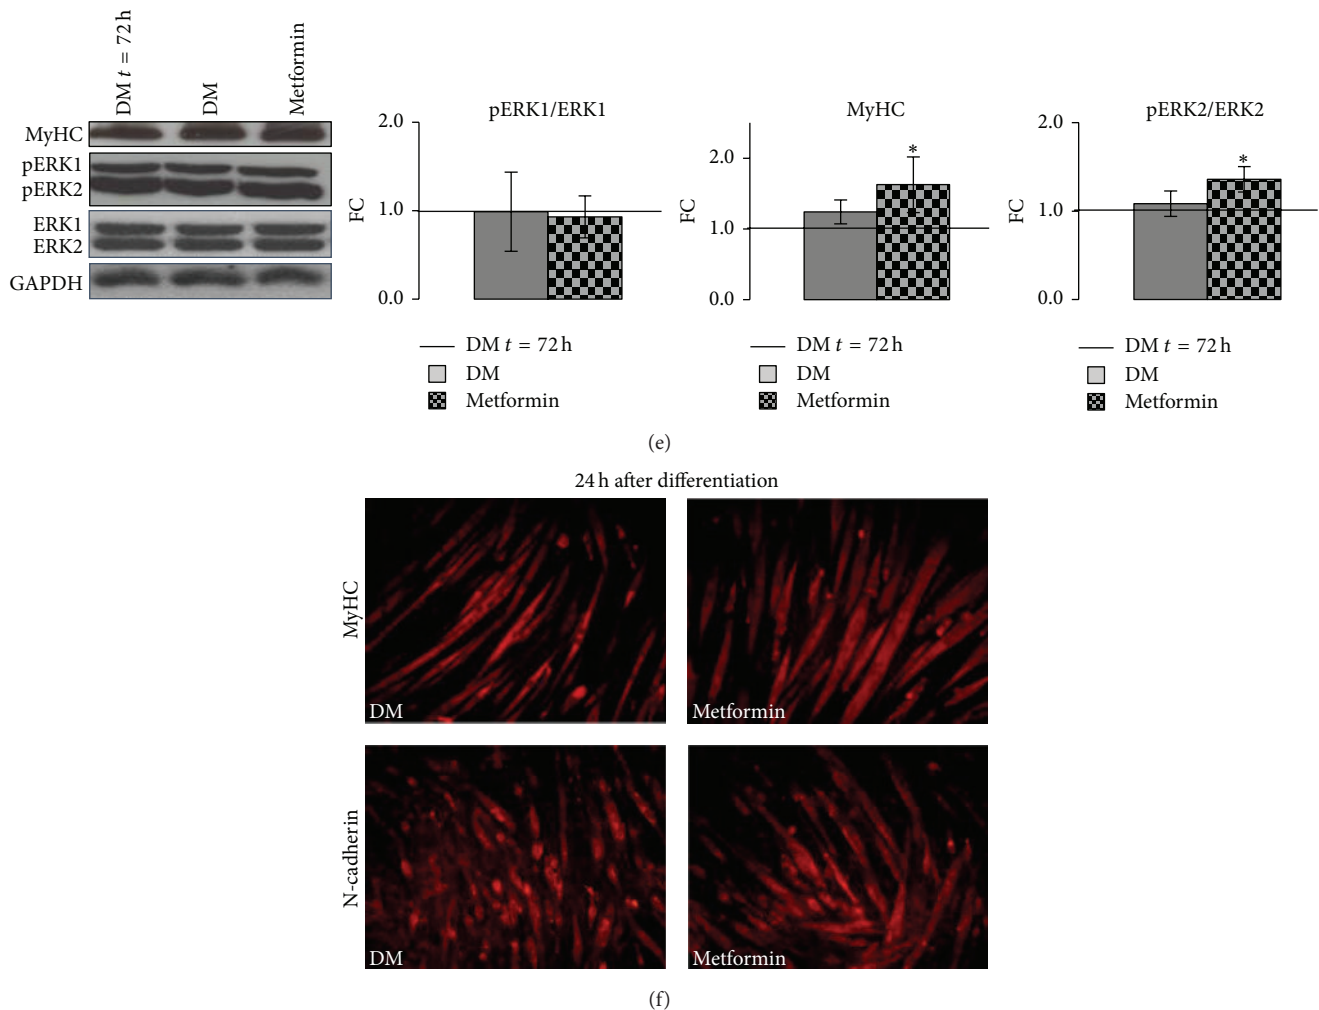 DM t = 72 h
DM
Metformin
MyHC
pERK1
pERK2
ERK1
ERK2
GAPDH
pERK1/ERK1
2.0
1.0
0.0
FC
DM t = 72 h
DM
Metformin
MyHC
2.0
1.0
0.0
FC
*
DM t = 72 h
DM
Metformin
pERK2/ERK2
2.0
1.0
0.0
FC
*
DM t = 72 h
DM
Metformin
(e)
24 h after differentiation
MyHC
DM
Metformin
N-cadherin
DM
Metformin
(f)